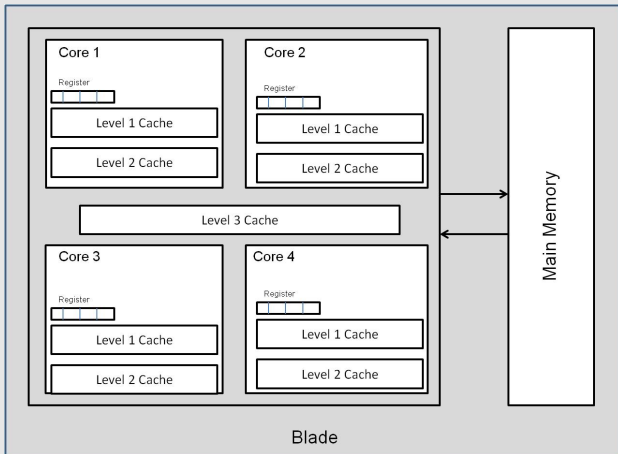 Core 1
Register
Level 1 Cache
Level 2 Cache
Core 2
Register
Level 1 Cache
Level 2 Cache
Level 3 Cache
Core 3
Register
Level 1 Cache
Level 2 Cache
Core 4
Register
Level 1 Cache
Level 2 Cache
Main Memory
Blade